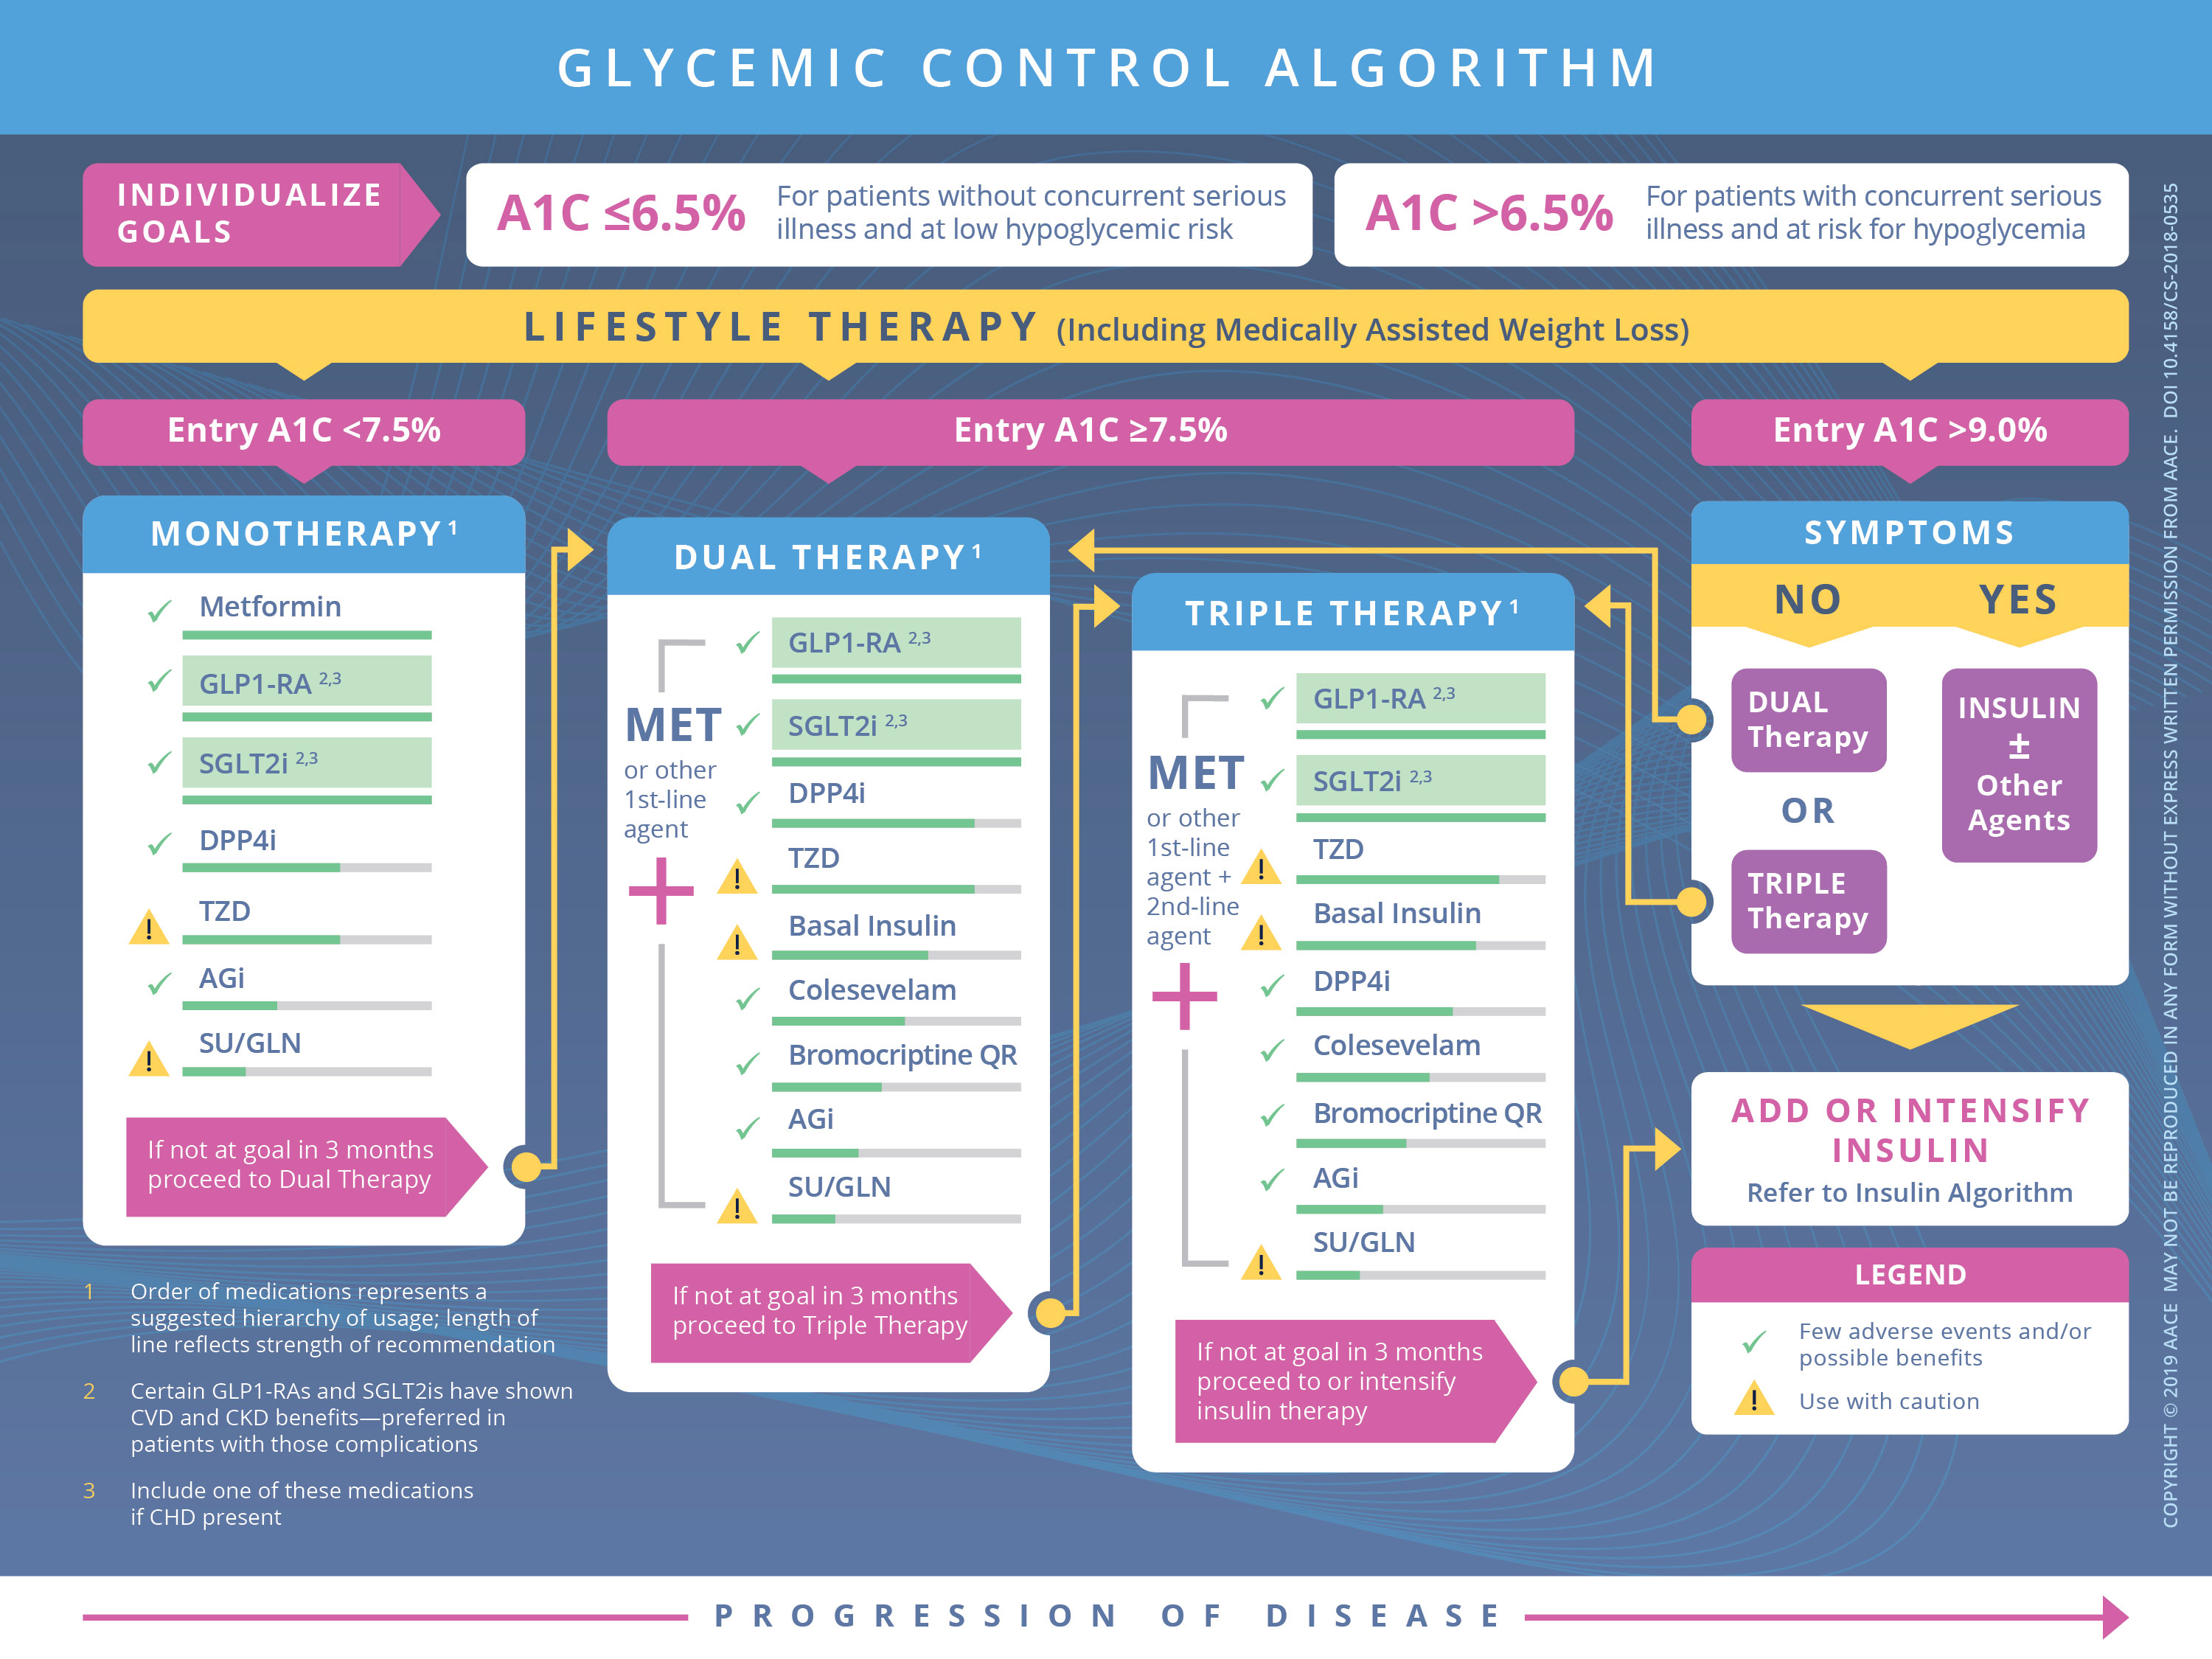 GLYCEMIC CONTROL ALGORITHM
INDIVIDUALIZE
GOALS
A1C ≤6.5%
For patients without concurrent serious
illness and at low hypoglycemic risk
A1C >6.5%
For patients with concurrent serious
illness and at risk for hypoglycemia
LIFESTYLE THERAPY (Including Medically Assisted Weight Loss)
Entry A1C <7.5%
Entry A1C ≥7.5%
Entry A1C >9.0%
MONOTHERAPY 1
Metformin
GLP1-RA 2,3
SGLT2i 2,3
DPP4i
TZD
AGi
SU/GLN
If not at goal in 3 months
proceed to Dual Therapy
DUAL THERAPY 1
MET
or other
1st-line
agent
+
GLP1-RA 2,3
SGLT2i 2,3
DPP4i
TZD
Basal Insulin
Colesevelam
Bromocriptine QR
AGi
SU/GLN
If not at goal in 3 months
proceed to Triple Therapy
TRIPLE THERAPY 1
MET
or other
1st-line
agent +
2nd-line
agent
+
GLP1-RA 2,3
SGLT2i 2,3
TZD
Basal Insulin
DPP4i
Colesevelam
Bromocriptine QR
AGi
SU/GLN
If not at goal in 3 months
proceed to or intensify
insulin therapy
SYMPTOMS
NO
YES
DUAL
Therapy
OR
TRIPLE
Therapy
INSULIN
±
Other
Agents
ADD OR INTENSIFY
INSULIN
Refer to Insulin Algorithm
LEGEND
Few adverse events and/or
possible benefits
Use with caution
1 Order of medications represents a
suggested hierarchy of usage; length of
line reflects strength of recommendation
2 Certain GLP1-RAs and SGLT2is have shown
CVD and CKD benefits—preferred in
patients with those complications
3 Include one of these medications
if CHD present
PROGRESSION OF DISEASE
COPYRIGHT © 2019 AACE MAY NOT BE REPRODUCED IN ANY FORM WITHOUT EXPRESS WRITTEN PERMISSION FROM AACE. DOI 10.4158/CS-2018-0535